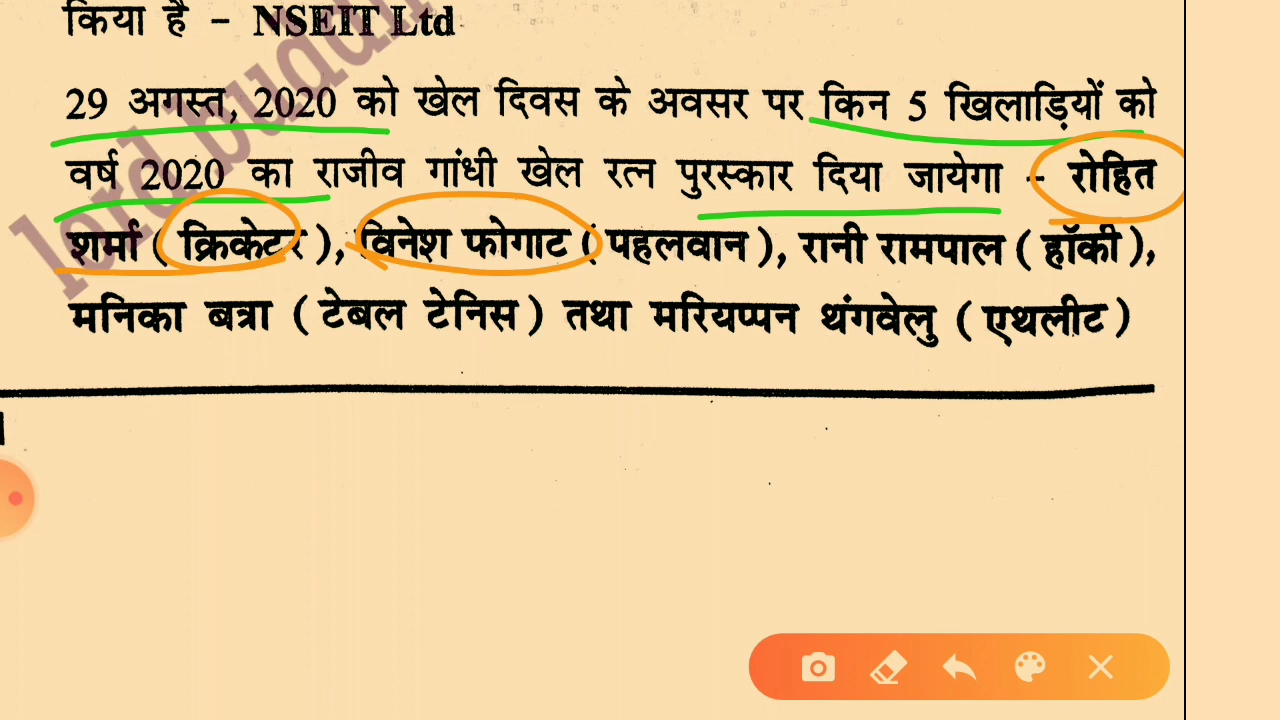 किया है - NSEIT Ltd
29 अगस्त, 2020 को खेल दिवस के अवसर पर किन 5 खिलाड़ियों को
वर्ष 2020 का राजीव गांधी खेल रत्न पुरस्कार दिया जायेगा - रोहित
शर्मा ( क्रिकेटर ), विनेश फोगाट ( पहलवान ), रानी रामपाल ( हॉकी ),
मनिका बत्रा ( टेबल टेनिस ) तथा मरियप्पन थंगवेलु ( एथलीट )
lord